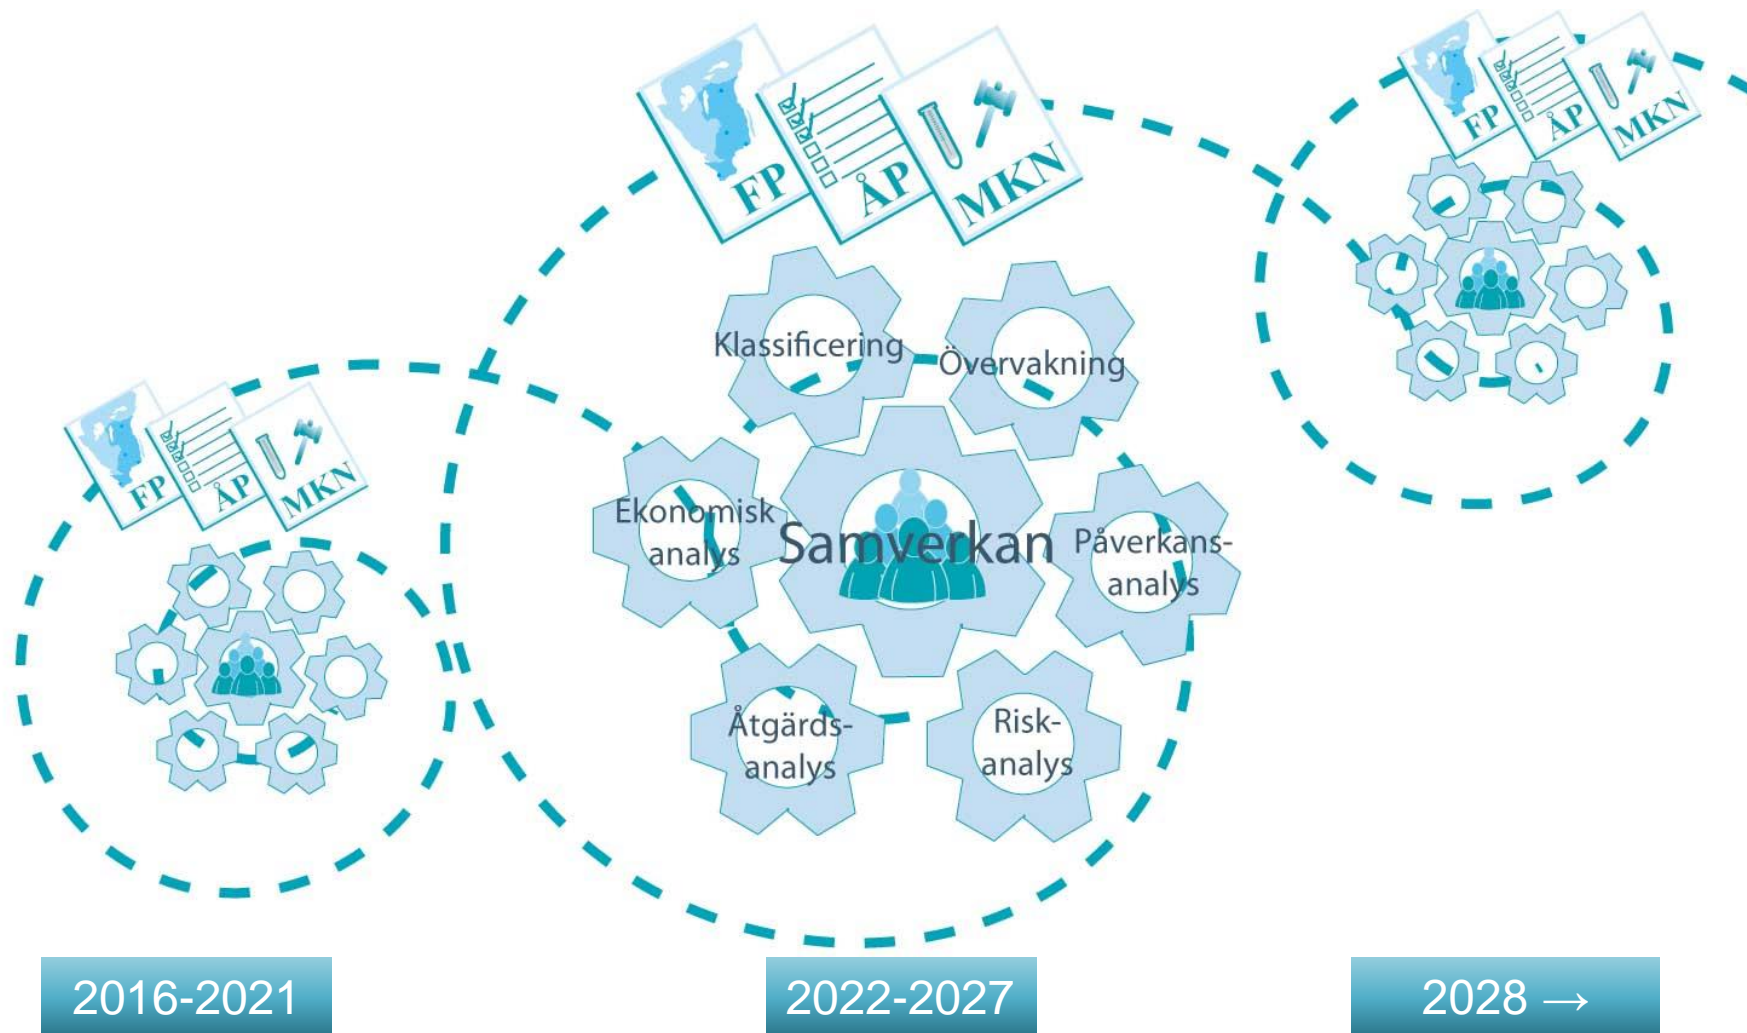 FP
ÅP
MKN
FP
ÅP
MKN
FP
ÅP
MKN
Klassificering
Övervakning
Ekonomisk
analys
Samverkan
Påverkans-
analys
Åtgärds-
analys
Risk-
analys
2016-2021
2022-2027
2028 →